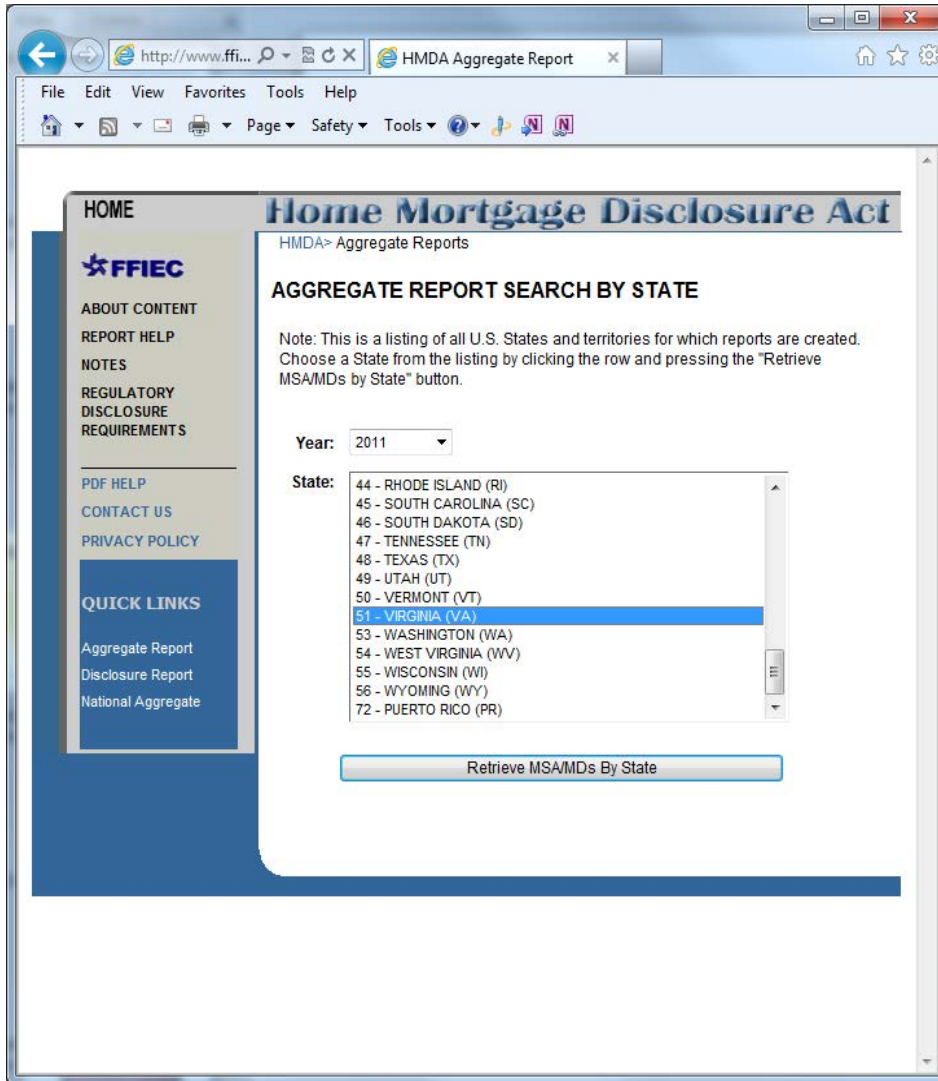 http://www.ffi...
HMDA Aggregate Report
File Edit View Favorites Tools Help
Page Safety Tools
HOME
Home Mortgage Disclosure Act
FFIEC
ABOUT CONTENT
REPORT HELP
NOTES
REGULATORY
DISCLOSURE
REQUIREMENTS
PDF HELP
CONTACT US
PRIVACY POLICY
QUICK LINKS
Aggregate Report
Disclosure Report
National Aggregate
HMDA> Aggregate Reports
AGGREGATE REPORT SEARCH BY STATE
Note: This is a listing of all U.S. States and territories for which reports are created.
Choose a State from the listing by clicking the row and pressing the "Retrieve
MSA/MDs by State" button.
Year: 2011
State:
44 - RHODE ISLAND (RI)
45 - SOUTH CAROLINA (SC)
46 - SOUTH DAKOTA (SD)
47 - TENNESSEE (TN)
48 - TEXAS (TX)
49 - UTAH (UT)
50 - VERMONT (VT)
51 - VIRGINIA (VA)
53 - WASHINGTON (WA)
54 - WEST VIRGINIA (WV)
55 - WISCONSIN (WI)
56 - WYOMING (WY)
72 - PUERTO RICO (PR)
Retrieve MSA/MDs By State